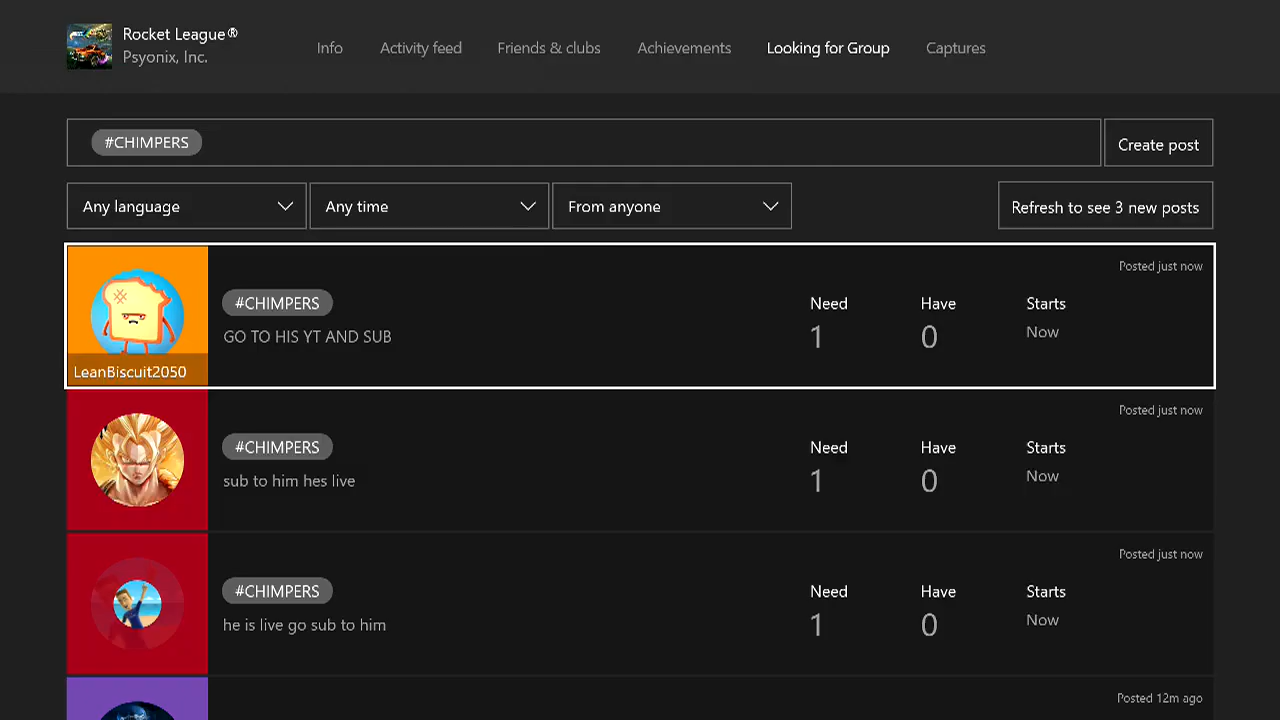 Rocket League®
Psyonix, Inc.
Info
Activity feed
Friends & clubs
Achievements
Looking for Group
Captures
#CHIMPERS
Create post
Any language
Any time
From anyone
Refresh to see 3 new posts
Posted just now
#CHIMPERS
GO TO HIS YT AND SUB
Need
1
Have
0
Starts
Now
LeanBiscuit2050
Posted just now
#CHIMPERS
sub to him hes live
Need
1
Have
0
Starts
Now
Posted just now
#CHIMPERS
he is live go sub to him
Need
1
Have
0
Starts
Now
Posted 12m ago